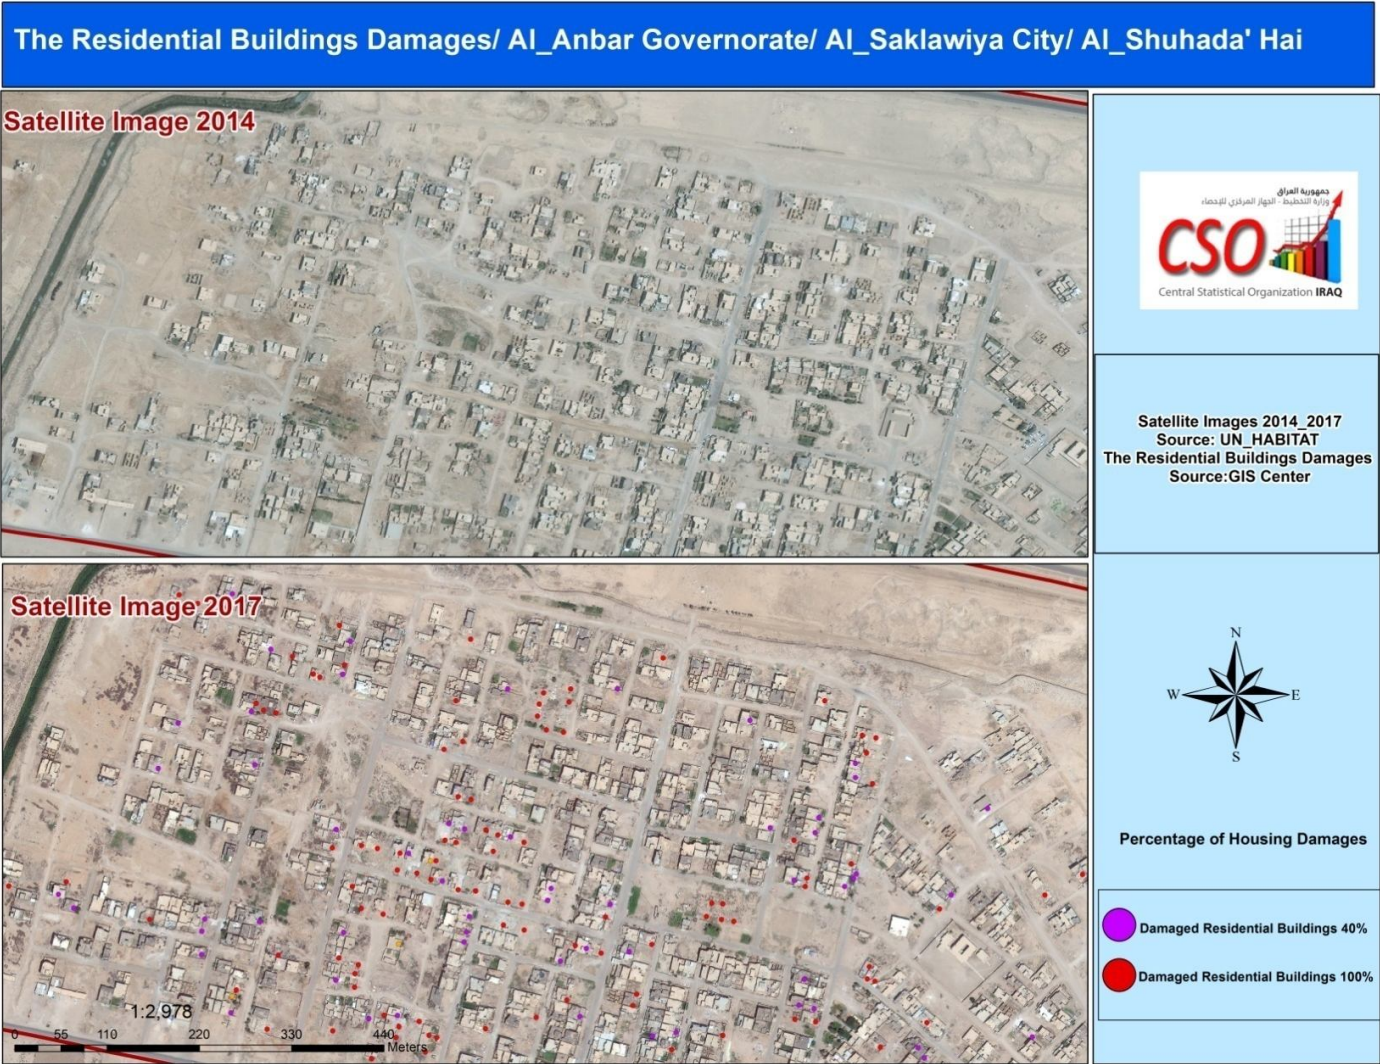 The Residential Buildings Damages/ Al_Anbar Governorate/ Al_Saklawiya City/ Al_Shuhada' Hai
Satellite Image 2014
جمهورية العراق
وزارة التخطيط - الجهاز المركزي للإحصاء
CSO
Central Statistical Organization IRAQ
Satellite Images 2014_2017
Source: UN_HABITAT
The Residential Buildings Damages
Source:GIS Center
Satellite Image 2017
N
W E
S
Percentage of Housing Damages
Damaged Residential Buildings 40%
Damaged Residential Buildings 100%
1:2,978
0 55 110 220 330 440
Meters